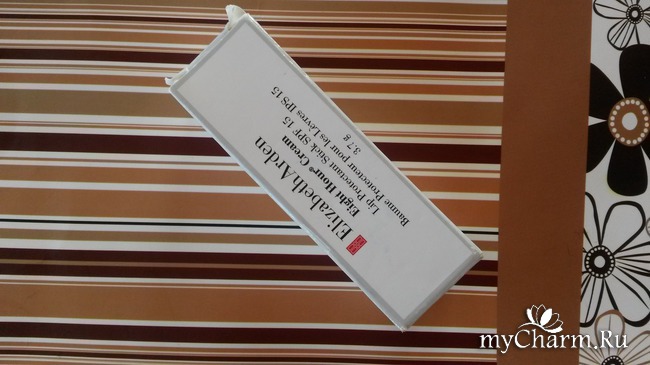 Elizabeth Arden
Eight Hour® Cream
Lip Protectant Stick SPF 15
Baume Protecteur pour les Lèvres IPS 15
3.7 g
myCharm.Ru